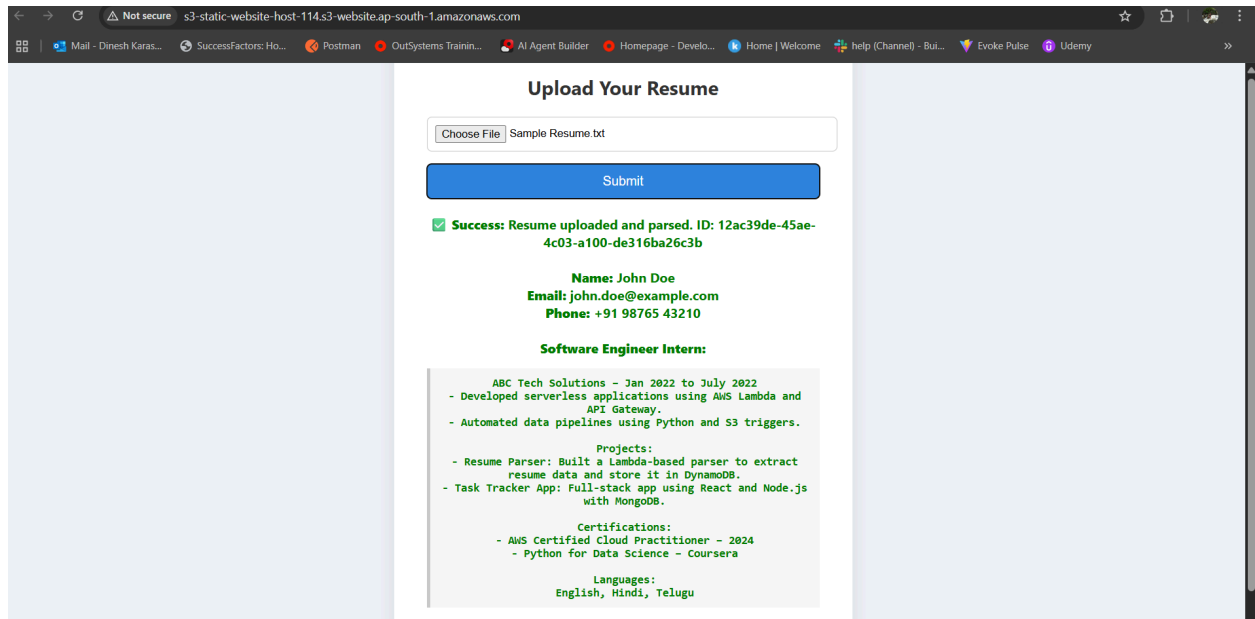 Not secure s3-static-website-host-114.s3-website.ap-south-1.amazonaws.com
Mail - Dinesh Karas... SuccessFactors: Ho... Postman OutSystems Trainin... AI Agent Builder Homepage - Develo... Home | Welcome help (Channel) - Bui... Evoke Pulse Udemy »
Upload Your Resume
Choose File Sample Resume.txt
Submit
✅ Success: Resume uploaded and parsed. ID: 12ac39de-45ae-
4c03-a100-de316ba26c3b
Name: John Doe
Email: john.doe@example.com
Phone: +91 98765 43210
Software Engineer Intern:
ABC Tech Solutions – Jan 2022 to July 2022
- Developed serverless applications using AWS Lambda and
API Gateway.
- Automated data pipelines using Python and S3 triggers.
Projects:
- Resume Parser: Built a Lambda-based parser to extract
resume data and store it in DynamoDB.
- Task Tracker App: Full-stack app using React and Node.js
with MongoDB.
Certifications:
- AWS Certified Cloud Practitioner – 2024
- Python for Data Science – Coursera
Languages:
English, Hindi, Telugu